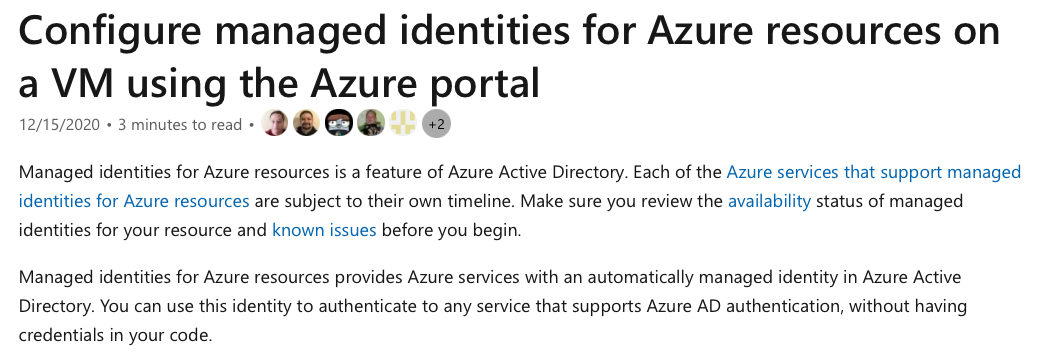 Configure managed identities for Azure resources on
a VM using the Azure portal
12/15/2020 • 3 minutes to read • +2
Managed identities for Azure resources is a feature of Azure Active Directory. Each of the Azure services that support managed
identities for Azure resources are subject to their own timeline. Make sure you review the availability status of managed
identities for your resource and known issues before you begin.
Managed identities for Azure resources provides Azure services with an automatically managed identity in Azure Active
Directory. You can use this identity to authenticate to any service that supports Azure AD authentication, without having
credentials in your code.